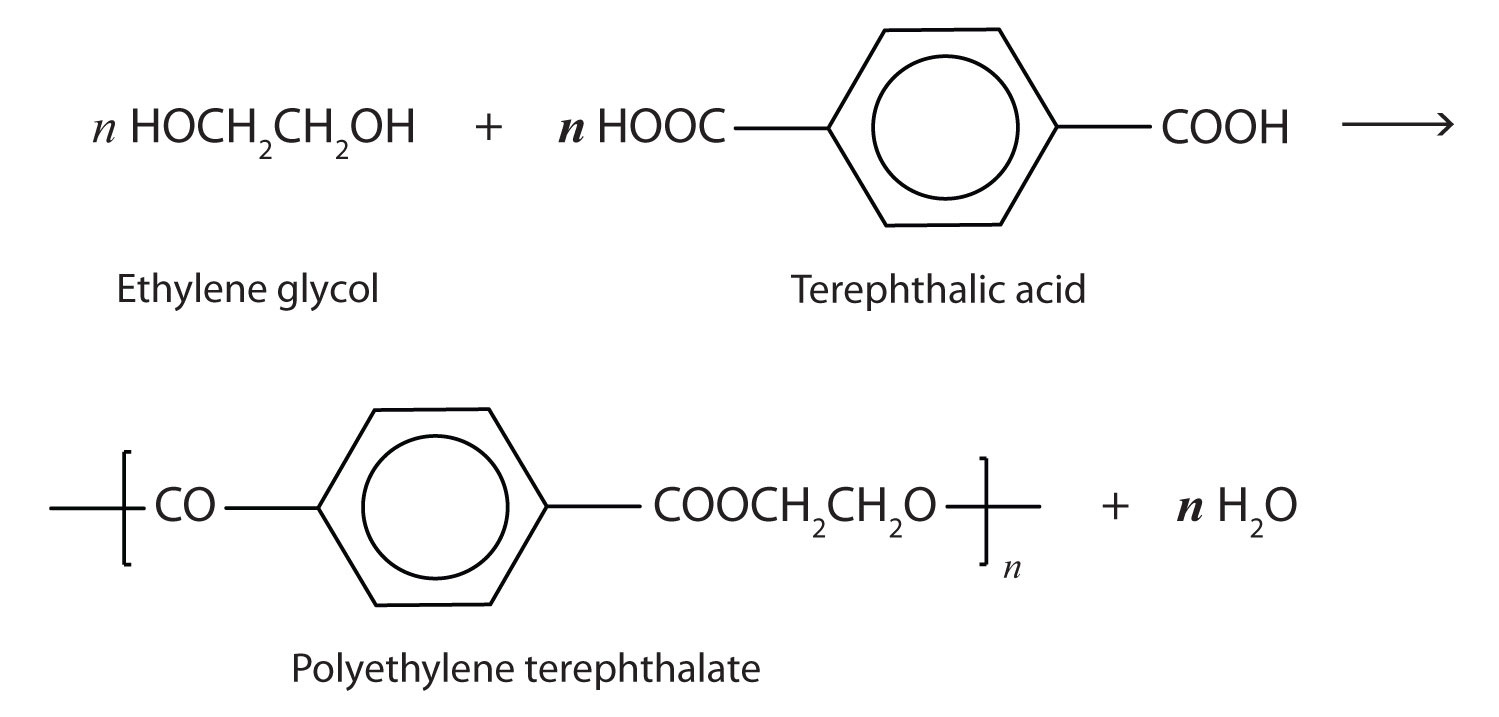 n HOCH₂CH₂OH + n HOOC COOH ⟶
Ethylene glycol Terephthalic acid
CO COOCH₂CH₂O n + n H₂O
Polyethylene terephthalate